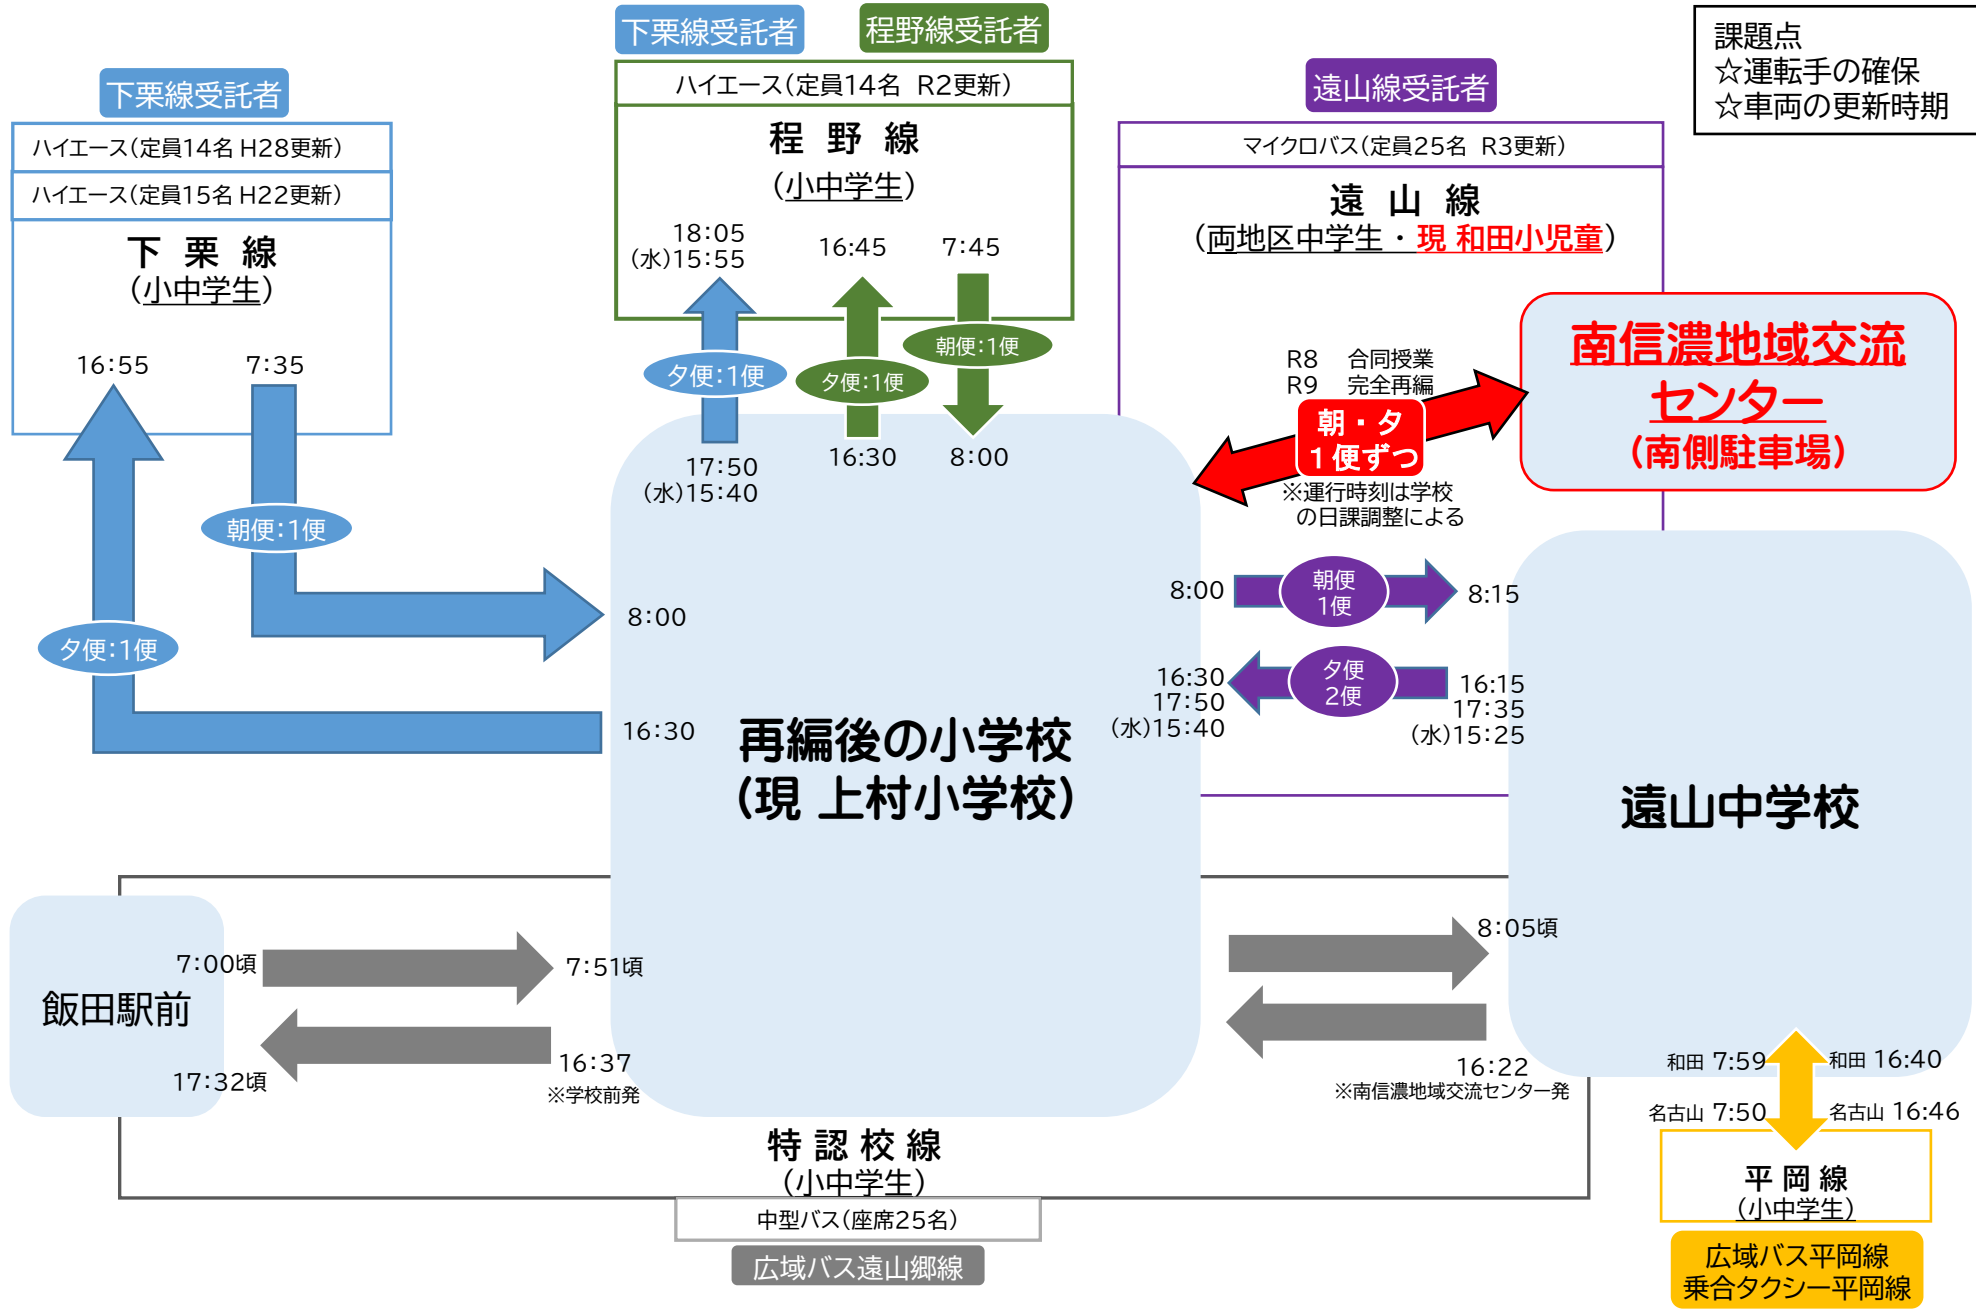 下栗線受託者
ハイエース(定員14名 H28更新)
ハイエース(定員15名 H22更新)
下 栗 線
(小中学生)
16:55
7:35
朝便:1便
夕便:1便
8:00
16:30
下栗線受託者
程野線受託者
ハイエース(定員14名 R2更新)
程 野 線
(小中学生)
18:05
(水)15:55
16:45
7:45
夕便:1便
夕便:1便
朝便:1便
17:50
(水)15:40
16:30
8:00
遠山線受託者
マイクロバス(定員25名 R3更新)
遠 山 線
(両地区中学生・現 和田小児童)
課題点
☆運転手の確保
☆車両の更新時期
R8 合同授業
R9 完全再編
朝・夕
1便ずつ
※運行時刻は学校
の日課調整による
南信濃地域交流
センター
(南側駐車場)
8:00
朝便
1便
8:15
16:30
17:50
(水)15:40
夕便
2便
16:15
17:35
(水)15:25
再編後の小学校
(現 上村小学校)
遠山中学校
飯田駅前
7:00頃
7:51頃
17:32頃
16:37
※学校前発
8:05頃
16:22
※南信濃地域交流センター発
特 認 校 線
(小中学生)
中型バス(座席25名)
広域バス遠山郷線
和田 7:59
和田 16:40
名古山 7:50
名古山 16:46
平 岡 線
(小中学生)
広域バス平岡線
乗合タクシー平岡線